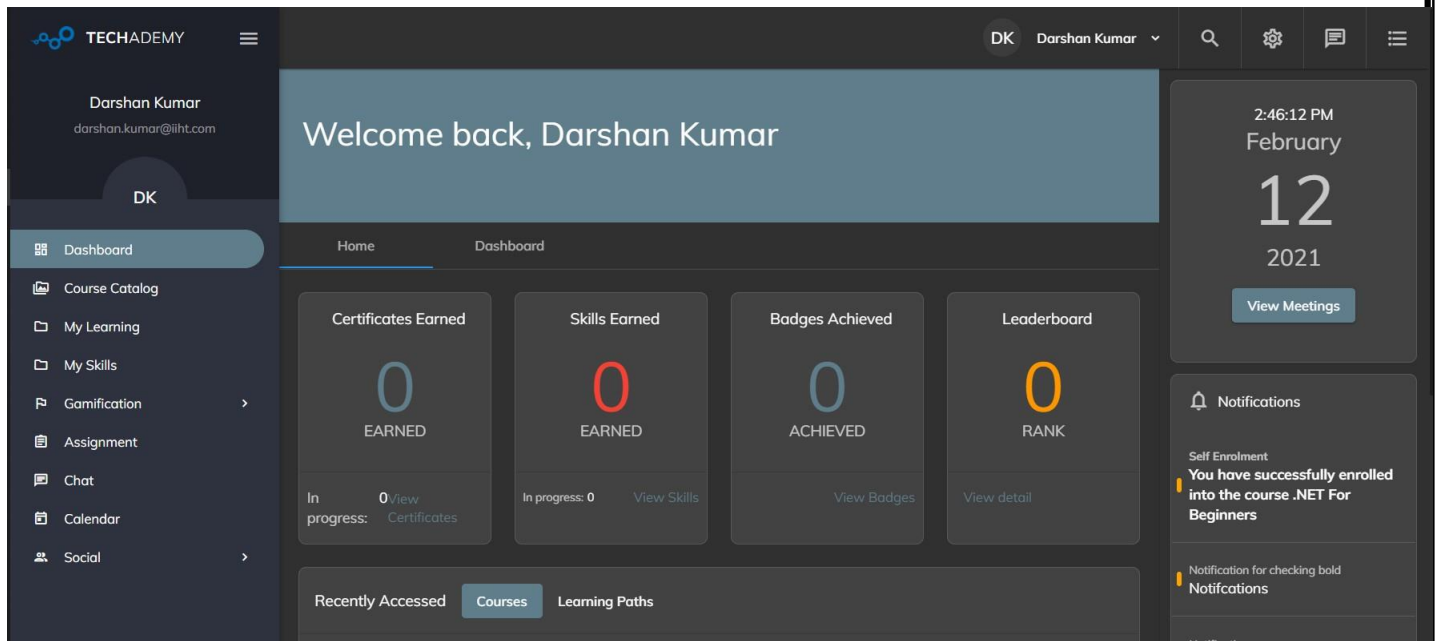 TECHADEMY
DK Darshan Kumar
Darshan Kumar
darshan.kumar@iiht.com
DK
Dashboard
Course Catalog
My Learning
My Skills
Gamification
Assignment
Chat
Calendar
Social
Welcome back, Darshan Kumar
Home Dashboard
Certificates Earned
0
EARNED
In progress: 0 View Certificates
Skills Earned
0
EARNED
In progress: 0 View Skills
Badges Achieved
0
ACHIEVED
View Badges
Leaderboard
0
RANK
View detail
Recently Accessed Courses Learning Paths
2:46:12 PM
February
12
2021
View Meetings
Notifications
Self Enrolment
You have successfully enrolled
into the course .NET For
Beginners
Notification for checking bold
Notifcations